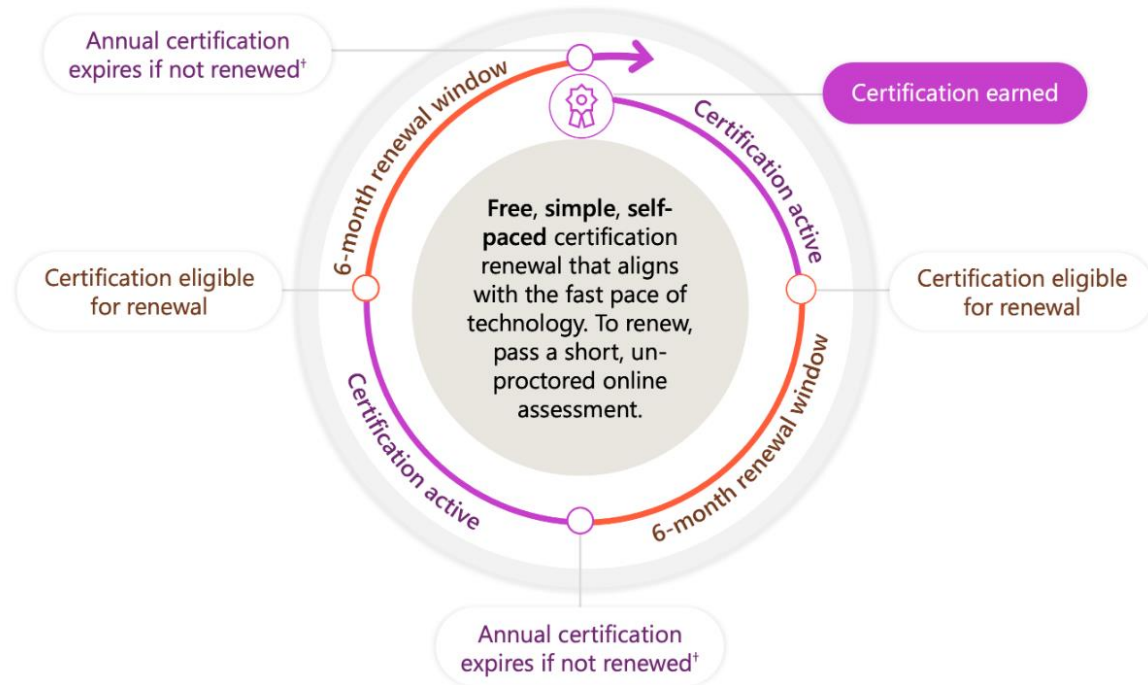 Annual certification
expires if not renewed†
6-month renewal window
Certification earned
Certification active
Free, simple, self-
paced certification
renewal that aligns
with the fast pace of
technology. To renew,
pass a short, un-
proctored online
assessment.
Certification eligible
for renewal
Certification eligible
for renewal
Certification active
6-month renewal window
Annual certification
expires if not renewed†